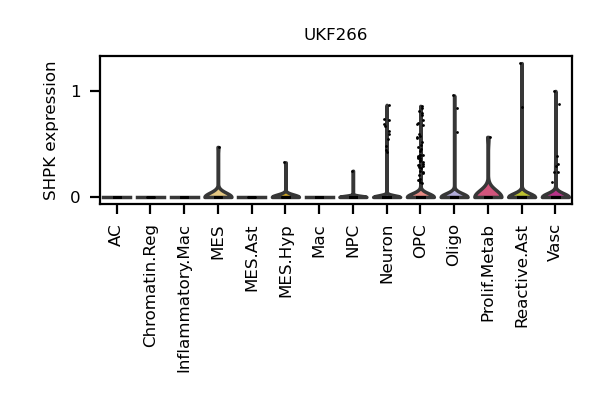 UKF266
SHPK expression
1
0
AC
Chromatin.Reg
Inflammatory.Mac
MES
MES.Ast
MES.Hyp
Mac
NPC
Neuron
OPC
Oligo
Prolif.Metab
Reactive.Ast
Vasc